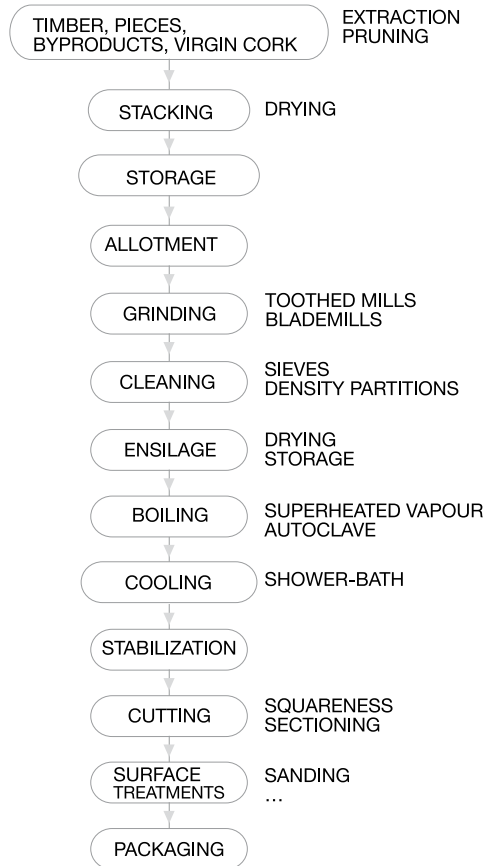 TIMBER, PIECES,
BYPRODUCTS, VIRGIN CORK
EXTRACTION
PRUNING
STACKING
DRYING
STORAGE
ALLOTMENT
GRINDING
TOOTHED MILLS
BLADEMILLS
CLEANING
SIEVES
DENSITY PARTITIONS
ENSILAGE
DRYING
STORAGE
BOILING
SUPERHEATED VAPOUR
AUTOCLAVE
COOLING
SHOWER-BATH
STABILIZATION
CUTTING
SQUARENESS
SECTIONING
SURFACE
TREATMENTS
SANDING
...
PACKAGING